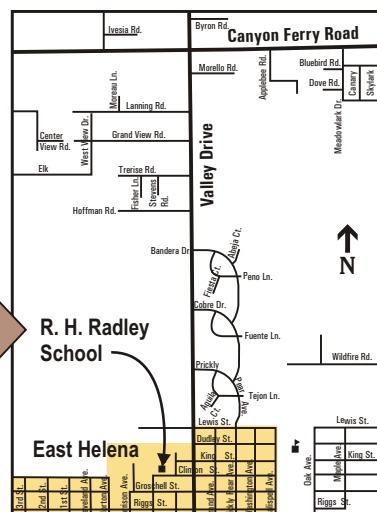 Ivesia Rd.
Byron Rd.
Canyon Ferry Road
Morello Rd.
Applebee Rd.
Bluebird Rd.
Dove Rd.
Canary
Skylark
Meadowlark Dr.
Moreau Ln.
Lanning Rd.
Center
View Rd.
West View Dr.
Grand View Rd.
Valley Drive
Elk
Trerise Rd.
Fisher Ln.
Stevens
Rd.
Hoffman Rd.
N
Bandera Dr
Abeja Ct.
Fiesta Ct.
Peno Ln.
Cobre Dr.
R. H. Radley
School
Fuente Ln.
Wildfire Rd.
Prickly
Pear
Ave.
Aguila
Ct.
Tejon Ln.
Lewis St.
Lewis St.
East Helena
Dudley St.
King St.
King St.
Clinton St.
Oak Ave.
Maple Ave
Groschell St.
3rd St.
2nd St.
1st St.
Riggs St.
Riggs St.